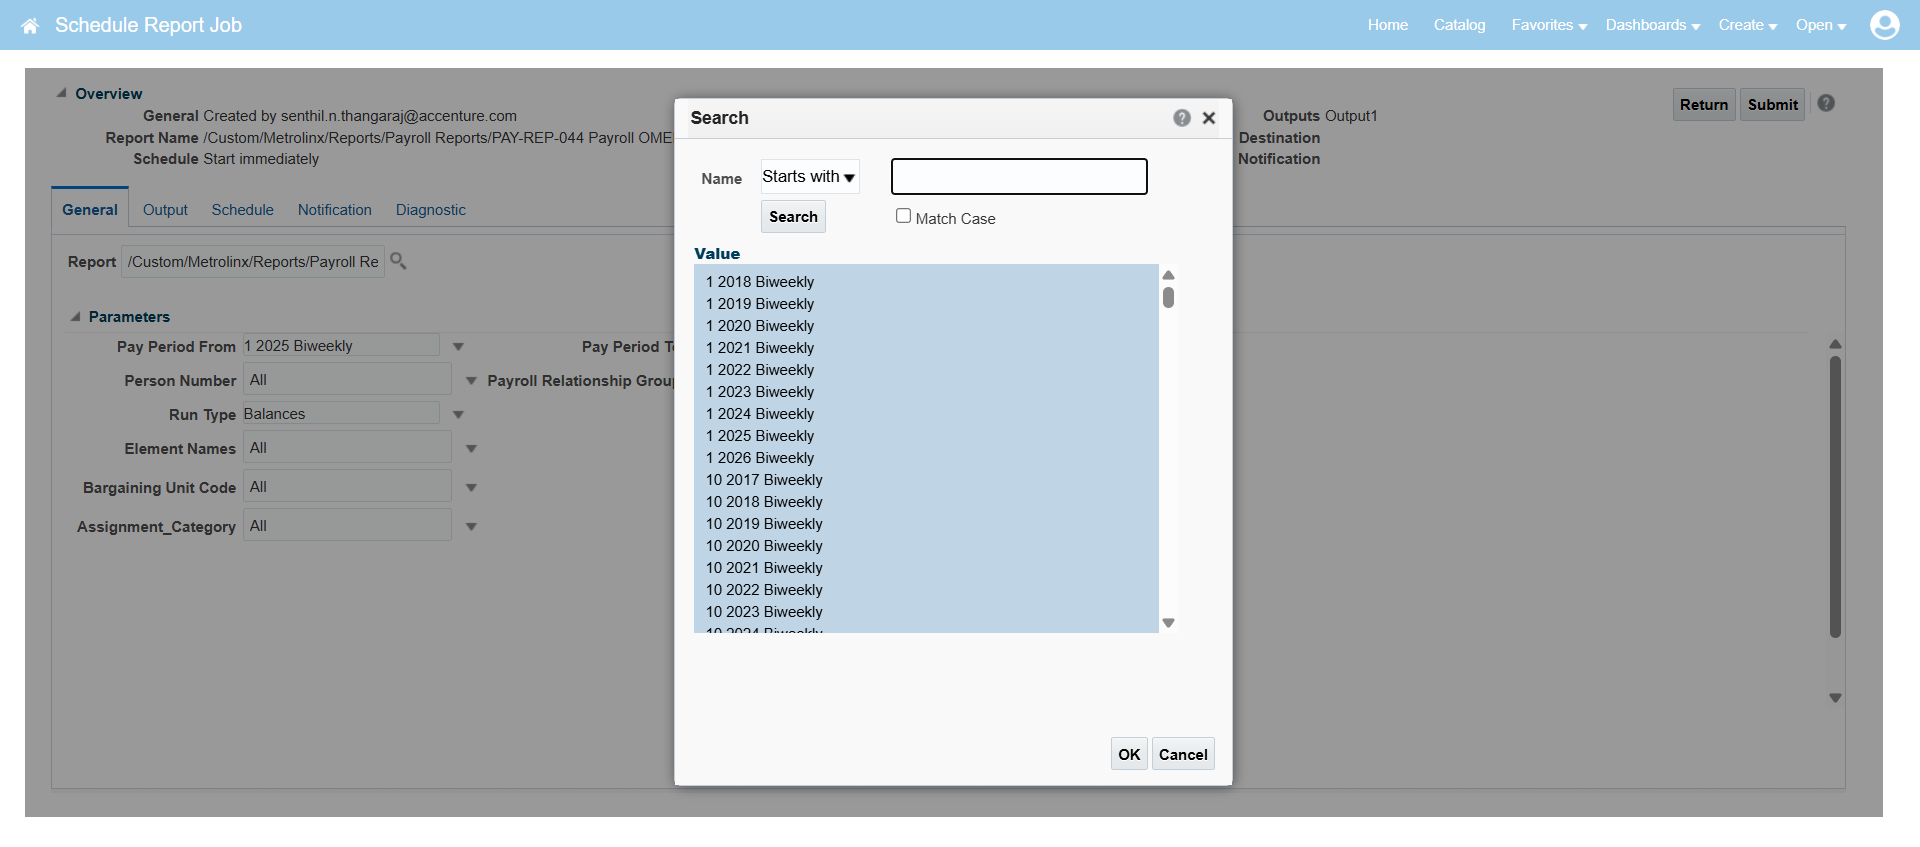 Schedule Report Job
Home Catalog Favorites Dashboards Create Open
Overview
General Created by senthil.n.thangaraj@accenture.com
Report Name /Custom/Metrolinx/Reports/Payroll Reports/PAY-REP-044 Payroll OME
Schedule Start immediately
Outputs Output1
Destination
Notification
Return Submit
General Output Schedule Notification Diagnostic
Report /Custom/Metrolinx/Reports/Payroll Re
Parameters
Pay Period From 1 2025 Biweekly Pay Period T
Person Number All Payroll Relationship Grou
Run Type Balances
Element Names All
Bargaining Unit Code All
Assignment_Category All
Search
Name Starts with
Search Match Case
Value
1 2018 Biweekly
1 2019 Biweekly
1 2020 Biweekly
1 2021 Biweekly
1 2022 Biweekly
1 2023 Biweekly
1 2024 Biweekly
1 2025 Biweekly
1 2026 Biweekly
10 2017 Biweekly
10 2018 Biweekly
10 2019 Biweekly
10 2020 Biweekly
10 2021 Biweekly
10 2022 Biweekly
10 2023 Biweekly
10 2024 Biweekly
OK Cancel